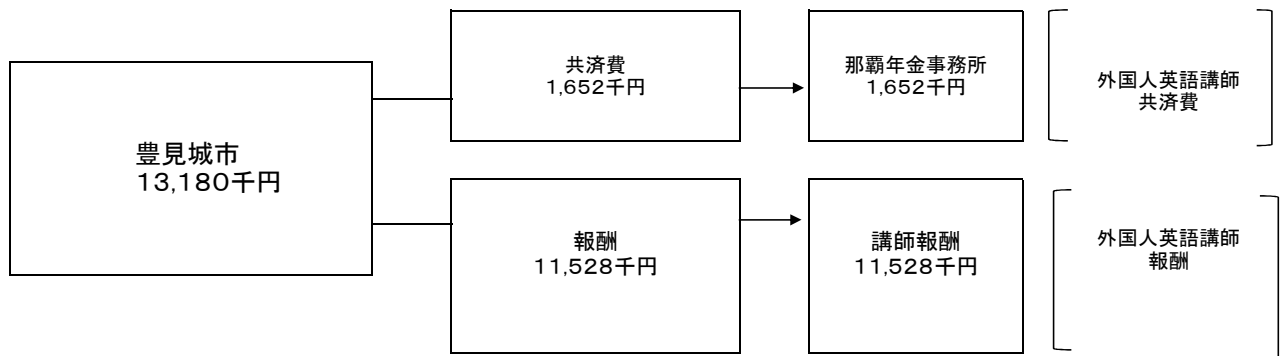 豊見城市
13,180千円
共済費
1,652千円
那覇年金事務所
1,652千円
外国人英語講師
共済費
報酬
11,528千円
講師報酬
11,528千円
外国人英語講師
報酬